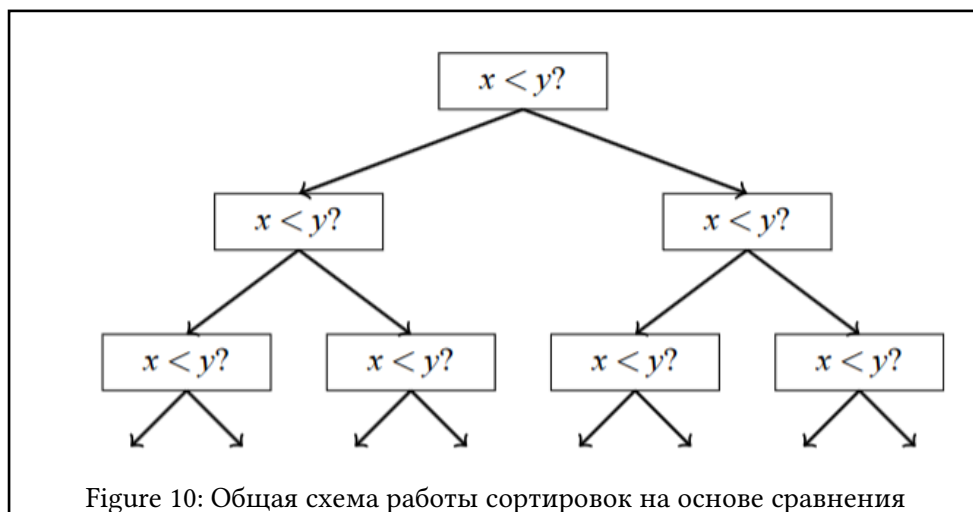 x < y?
x < y?
x < y?
x < y?
x < y?
x < y?
x < y?
Figure 10: Общая схема работы сортировок на основе сравнения